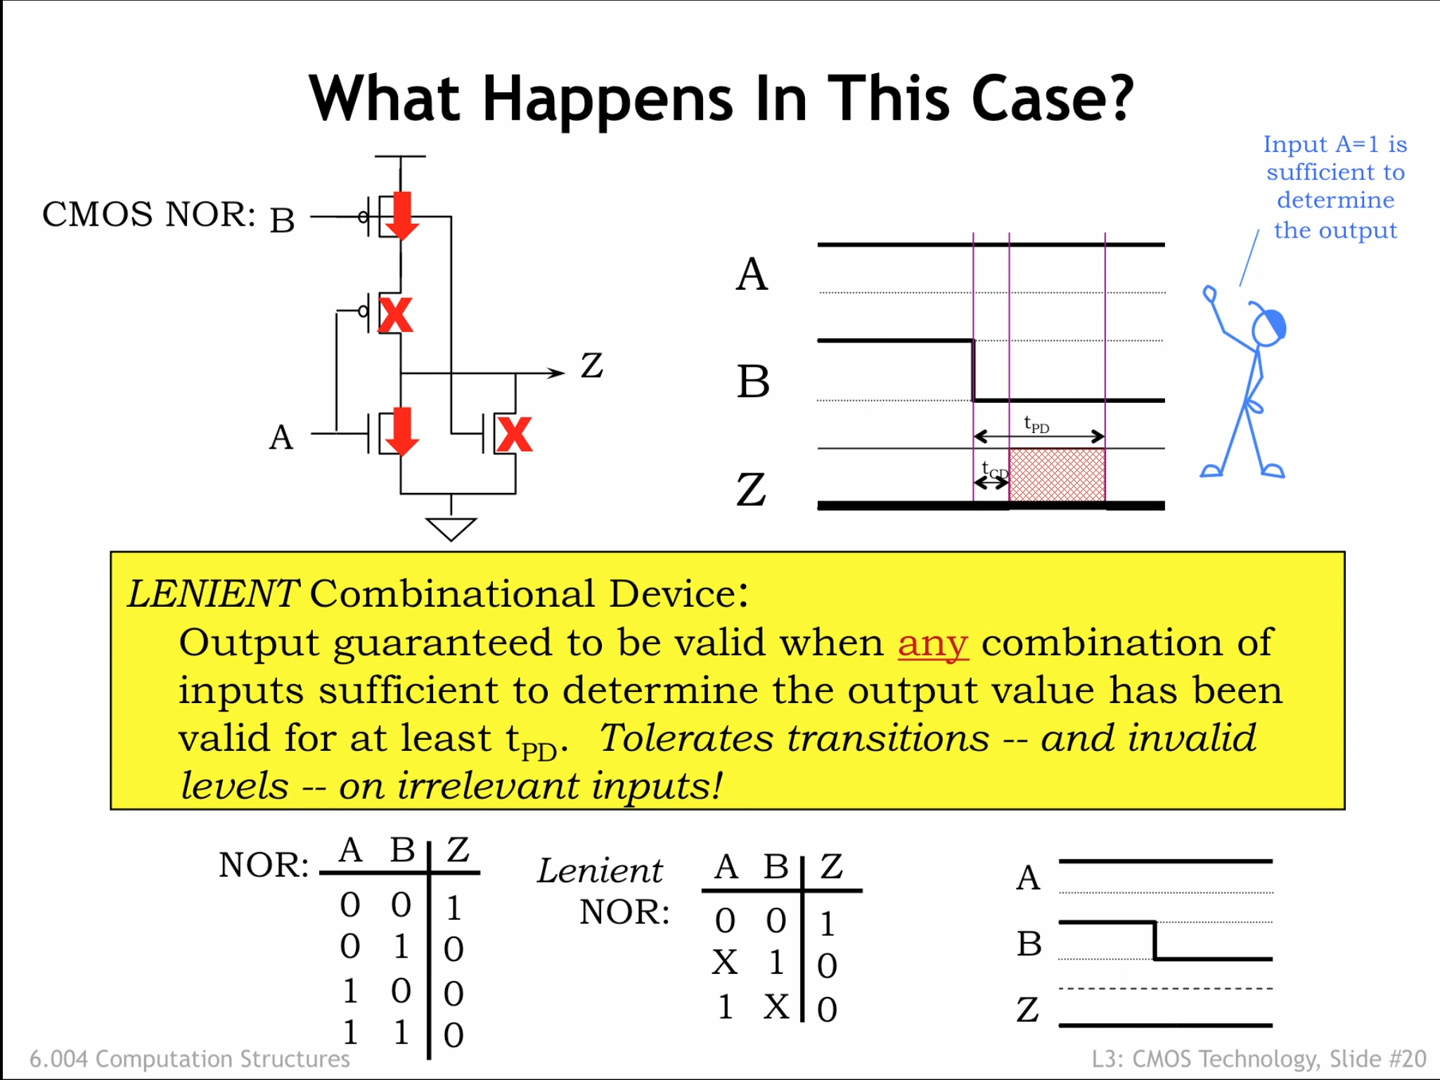 What Happens In This Case?
Input A=1 is
sufficient to
determine
the output
CMOS NOR: B
A
Z
A
B
Z
tPD
tCD
LENIENT Combinational Device:
Output guaranteed to be valid when any combination of
inputs sufficient to determine the output value has been
valid for at least tPD. Tolerates transitions -- and invalid
levels -- on irrelevant inputs!
NOR: A B Z
0 0 1
0 1 0
1 0 0
1 1 0
Lenient
NOR:
A B Z
0 0 1
X 1 0
1 X 0
A
B
Z
6.004 Computation Structures
L3: CMOS Technology, Slide #20